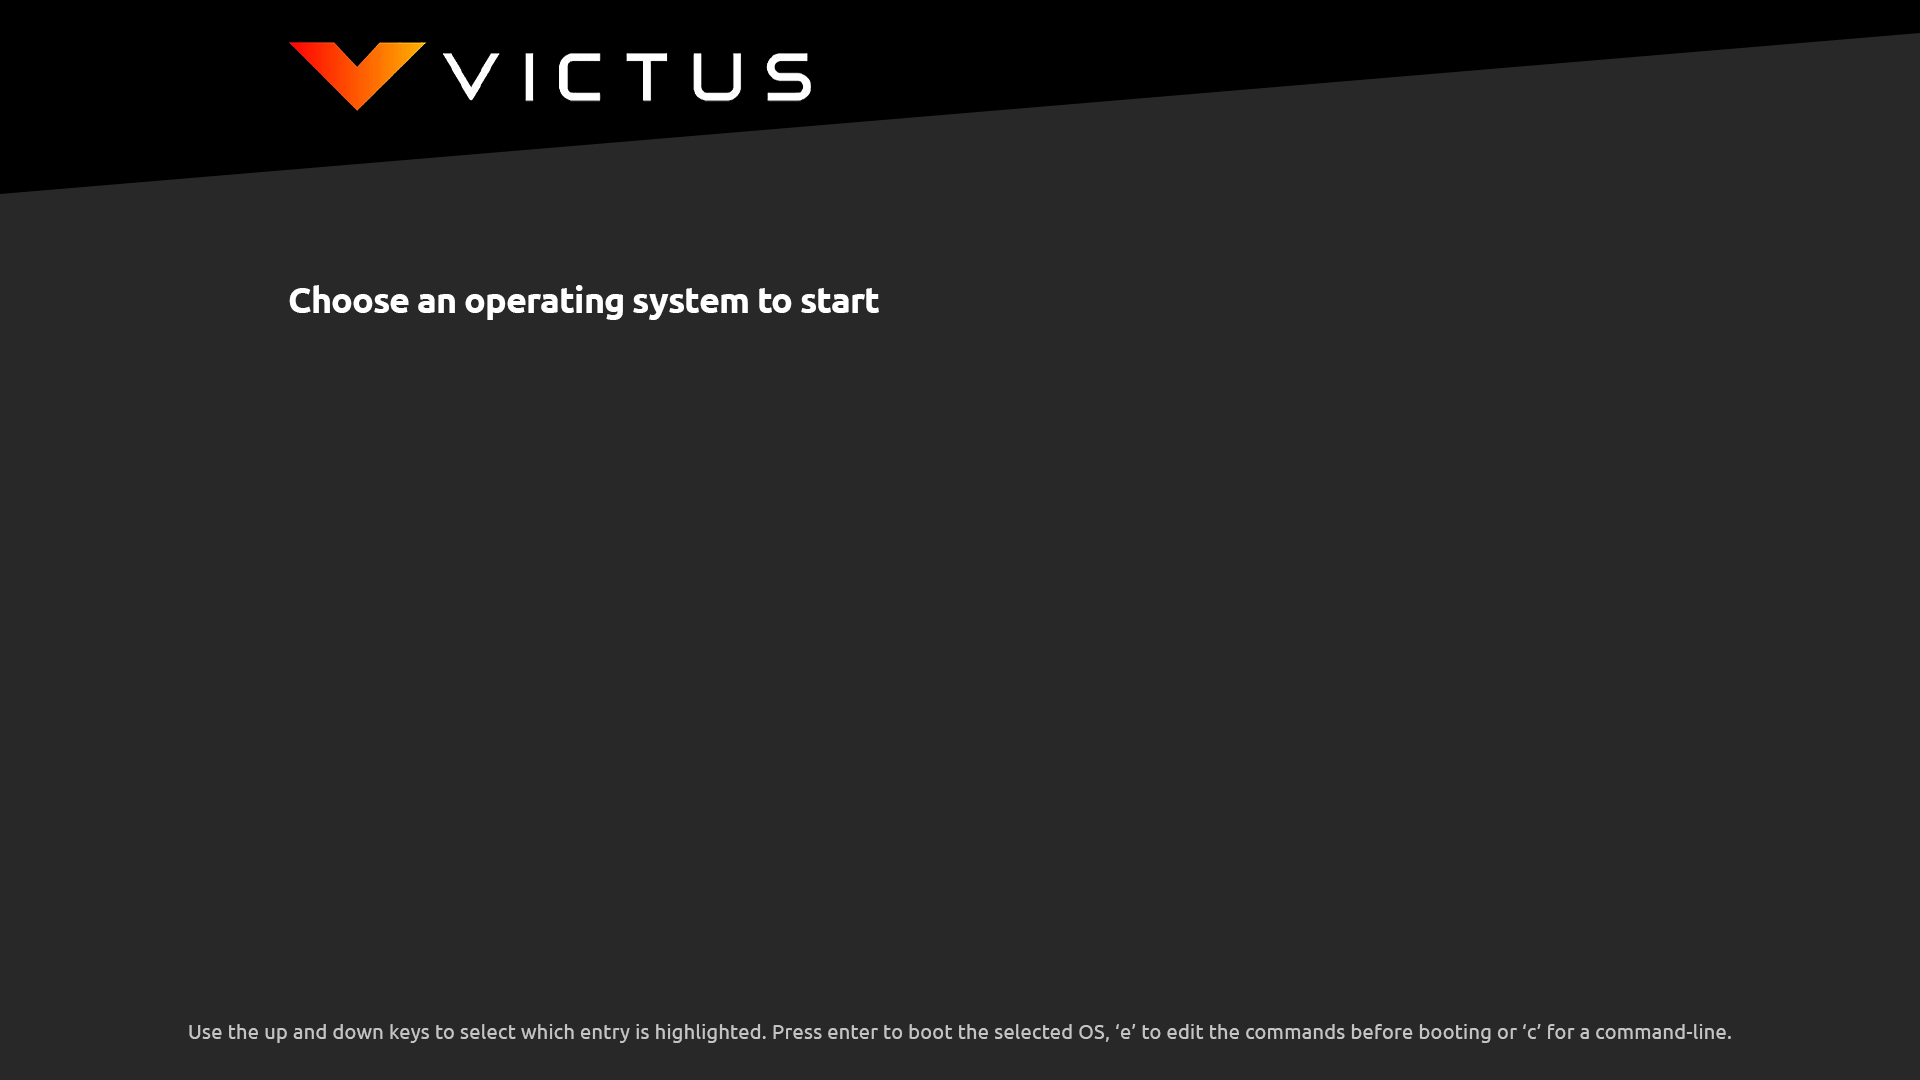 VICTUS
Choose an operating system to start
Use the up and down keys to select which entry is highlighted. Press enter to boot the selected OS, ‘e’ to edit the commands before booting or ‘c’ for a command-line.